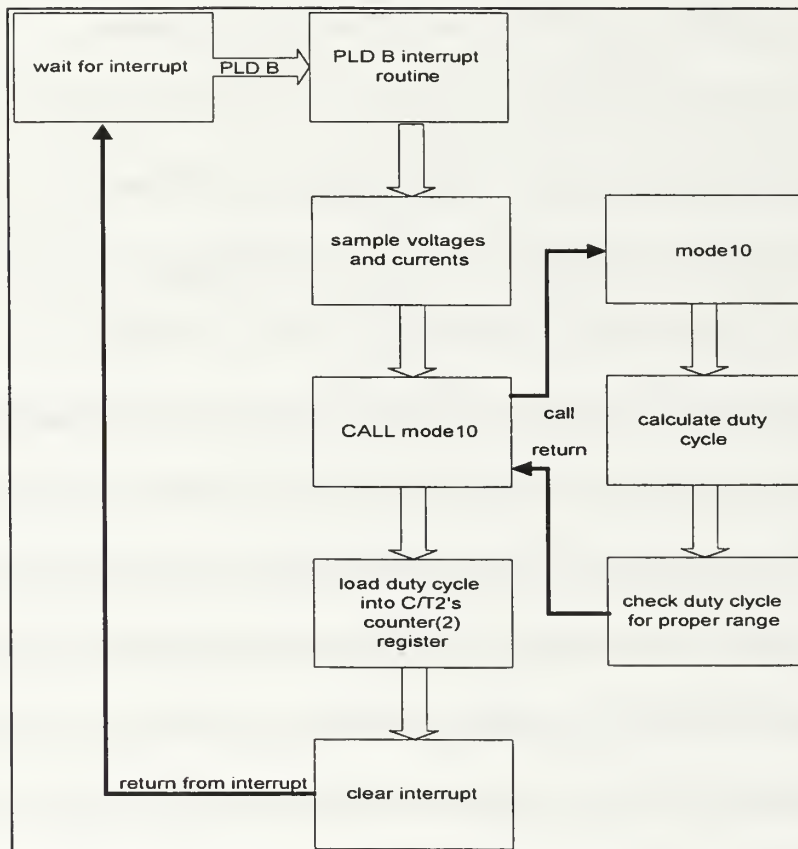 wait for interrupt
PLD B
PLD B interrupt
routine
sample voltages
and currents
mode10
CALL mode10
call
return
calculate duty
cycle
load duty cycle
into C/T2's
counter(2)
register
check duty clycle
for proper range
return from interrupt
clear interrupt